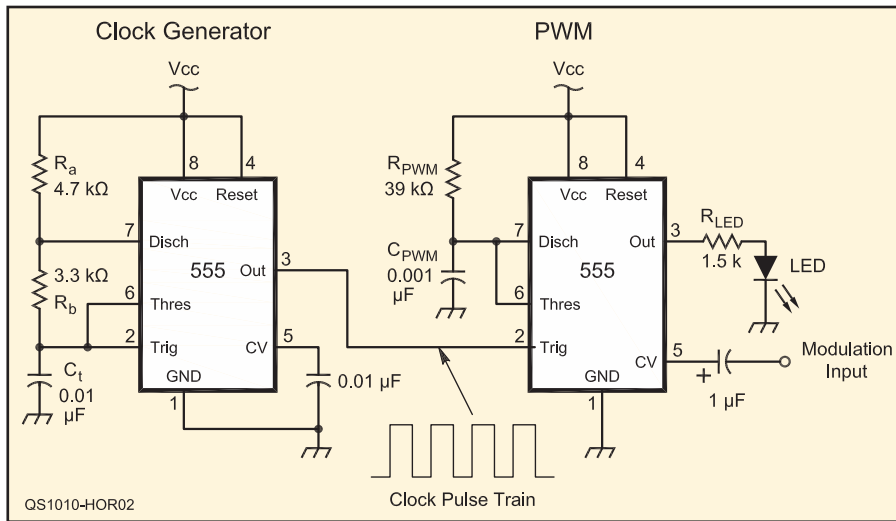 Clock Generator
PWM
Vcc
Vcc
Ra
4.7 kΩ
8
4
Vcc
Reset
7
Disch
3.3 kΩ
Rb
555
Out
3
6
Thres
2
Trig
CV
5
Ct
0.01
µF
GND
1
0.01 µF
RPWM
39 kΩ
8
4
Vcc
Reset
7
Disch
Out
3
RLED
1.5 k
LED
CPWM
0.001
µF
555
6
Thres
2
Trig
CV
5
GND
1
+
1 µF
Modulation
Input
Clock Pulse Train
QS1010-HOR02